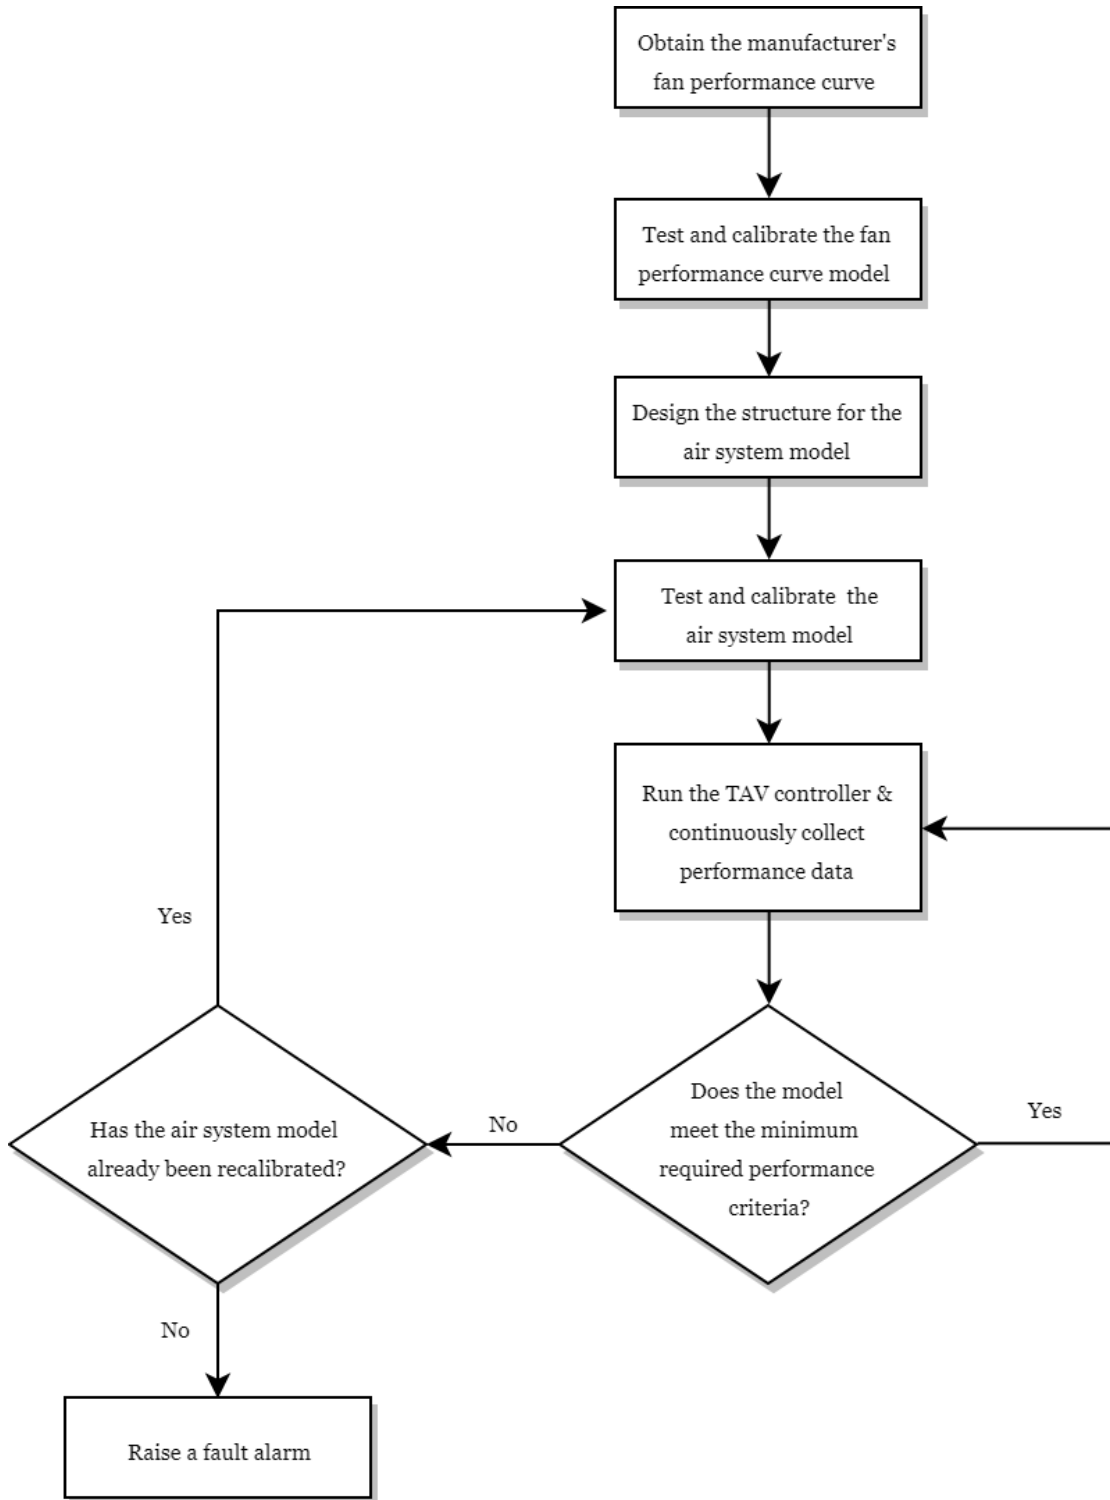 Obtain the manufacturer's
fan performance curve
Test and calibrate the fan
performance curve model
Design the structure for the
air system model
Test and calibrate  the
air system model
Run the TAV controller &
continuously collect
performance data
Yes
Does the model
meet the minimum
required performance
criteria?
Yes
No
Has the air system model
already been recalibrated?
No
Raise a fault alarm